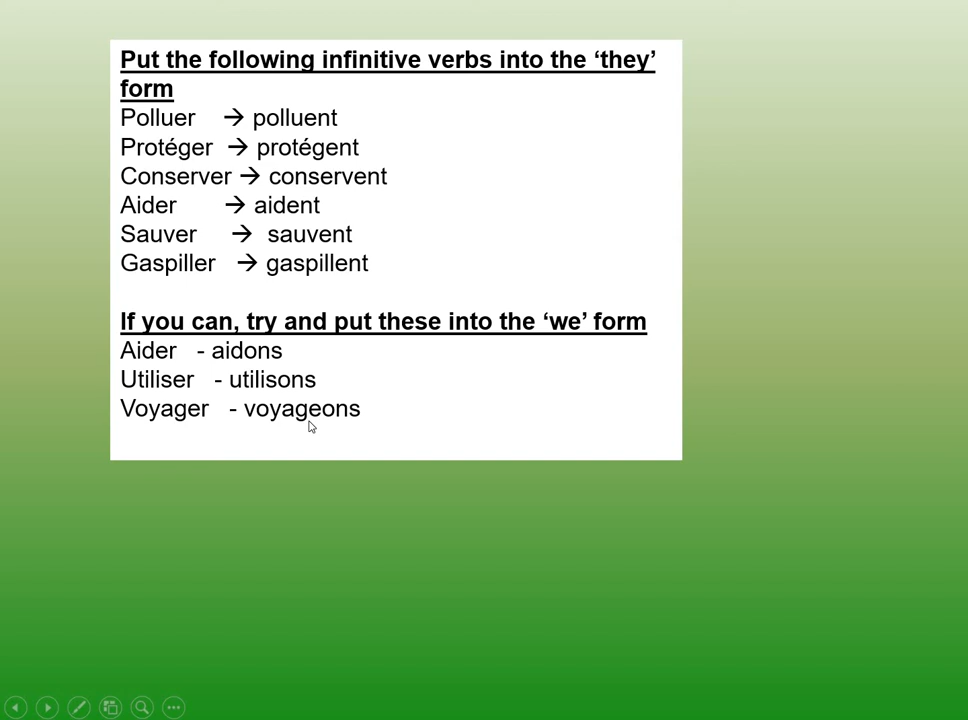 Put the following infinitive verbs into the ‘they’
form
Polluer → polluent
Protéger → protégent
Conserver → conservent
Aider → aident
Sauver → sauvent
Gaspiller → gaspillent
If you can, try and put these into the ‘we’ form
Aider - aidons
Utiliser - utilisons
Voyager - voyageons